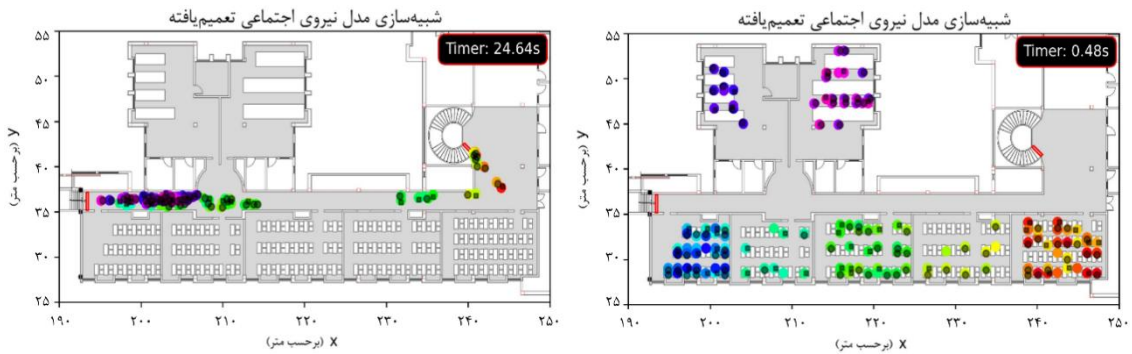 شبیه‌سازی مدل نیروی اجتماعی تعمیم‌یافته
Timer: 24.64s
۵۵
۵۰
۴۵
۴۰
۳۵
۳۰
۲۵
y (برحسب متر)
۱۹۰ ۲۰۰ ۲۱۰ ۲۲۰ ۲۳۰ ۲۴۰ ۲۵۰
x (برحسب متر)
شبیه‌سازی مدل نیروی اجتماعی تعمیم‌یافته
Timer: 0.48s
۵۵
۵۰
۴۵
۴۰
۳۵
۳۰
۲۵
y (برحسب متر)
۱۹۰ ۲۰۰ ۲۱۰ ۲۲۰ ۲۳۰ ۲۴۰ ۲۵۰
x (برحسب متر)